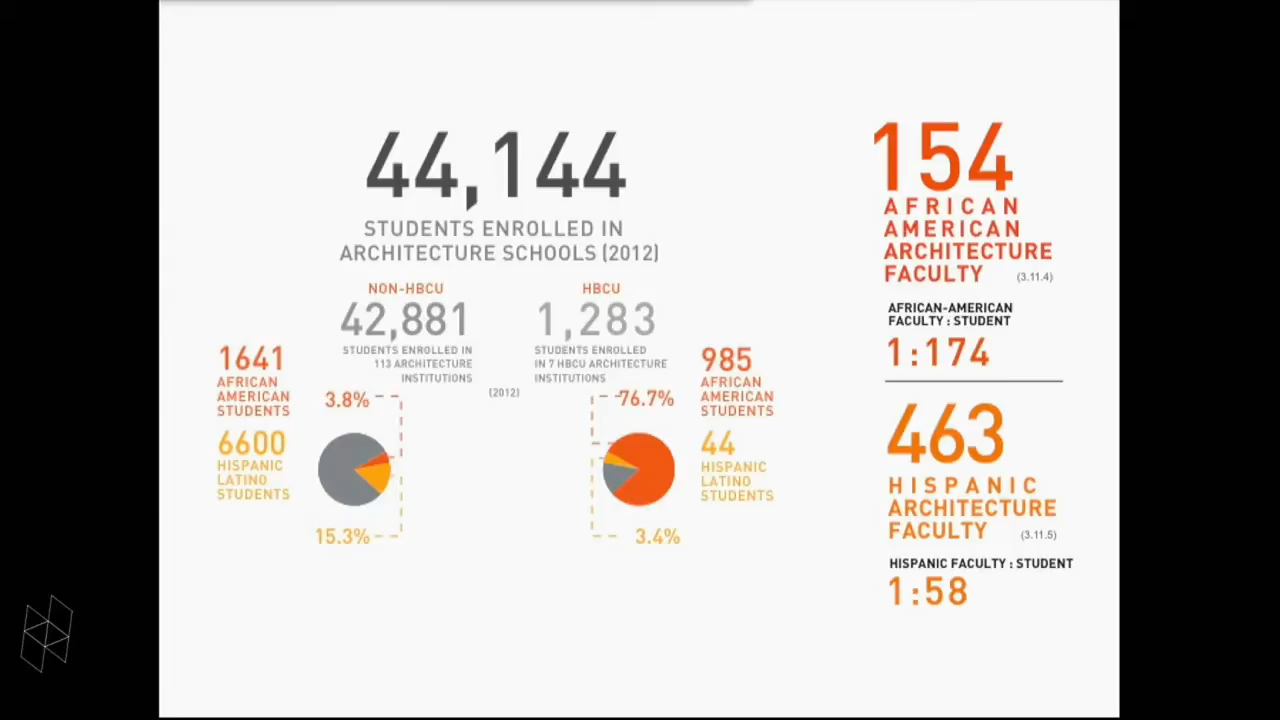 44,144
STUDENTS ENROLLED IN
ARCHITECTURE SCHOOLS (2012)
NON-HBCU
42,881
STUDENTS ENROLLED IN
113 ARCHITECTURE
INSTITUTIONS
HBCU
1,283
STUDENTS ENROLLED
IN 7 HBCU ARCHITECTURE
INSTITUTIONS
(2012)
1641
AFRICAN
AMERICAN
STUDENTS
3.8%
6600
HISPANIC
LATINO
STUDENTS
15.3%
76.7%
985
AFRICAN
AMERICAN
STUDENTS
44
HISPANIC
LATINO
STUDENTS
3.4%
154
AFRICAN
AMERICAN
ARCHITECTURE
FACULTY (3.11.4)
AFRICAN-AMERICAN
FACULTY : STUDENT
1:174
463
HISPANIC
ARCHITECTURE
FACULTY (3.11.5)
HISPANIC FACULTY : STUDENT
1:58